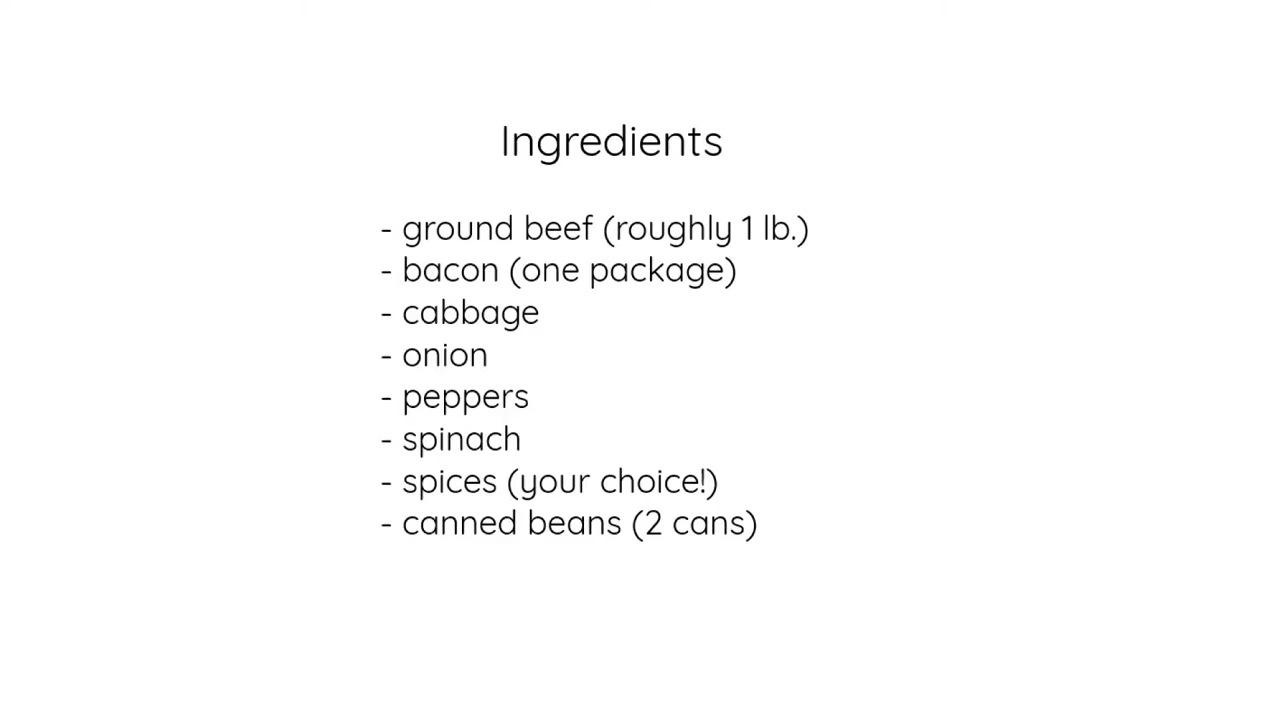 Ingredients
- ground beef (roughly 1 lb.)
- bacon (one package)
- cabbage
- onion
- peppers
- spinach
- spices (your choice!)
- canned beans (2 cans)